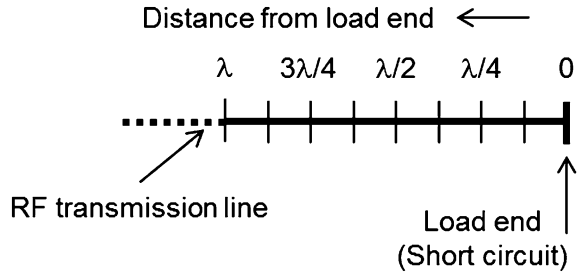 Distance from load end
λ 3λ/4 λ/2 λ/4 0
RF transmission line
Load end
(Short circuit)